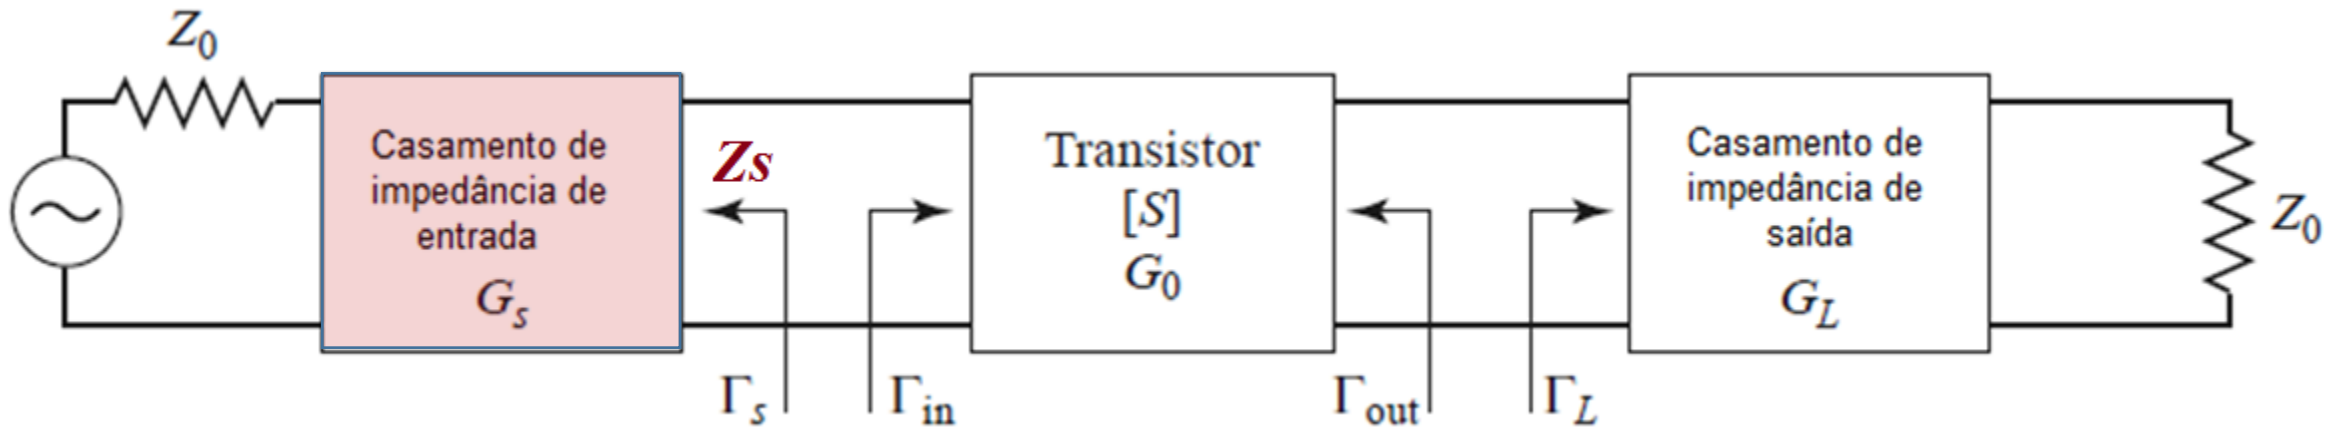 Z0
Casamento de
impedância de
entrada
Gs
Zs
Γs
Γin
Transistor
[S]
G0
Γout
ΓL
Casamento de
impedância de
saída
GL
Z0